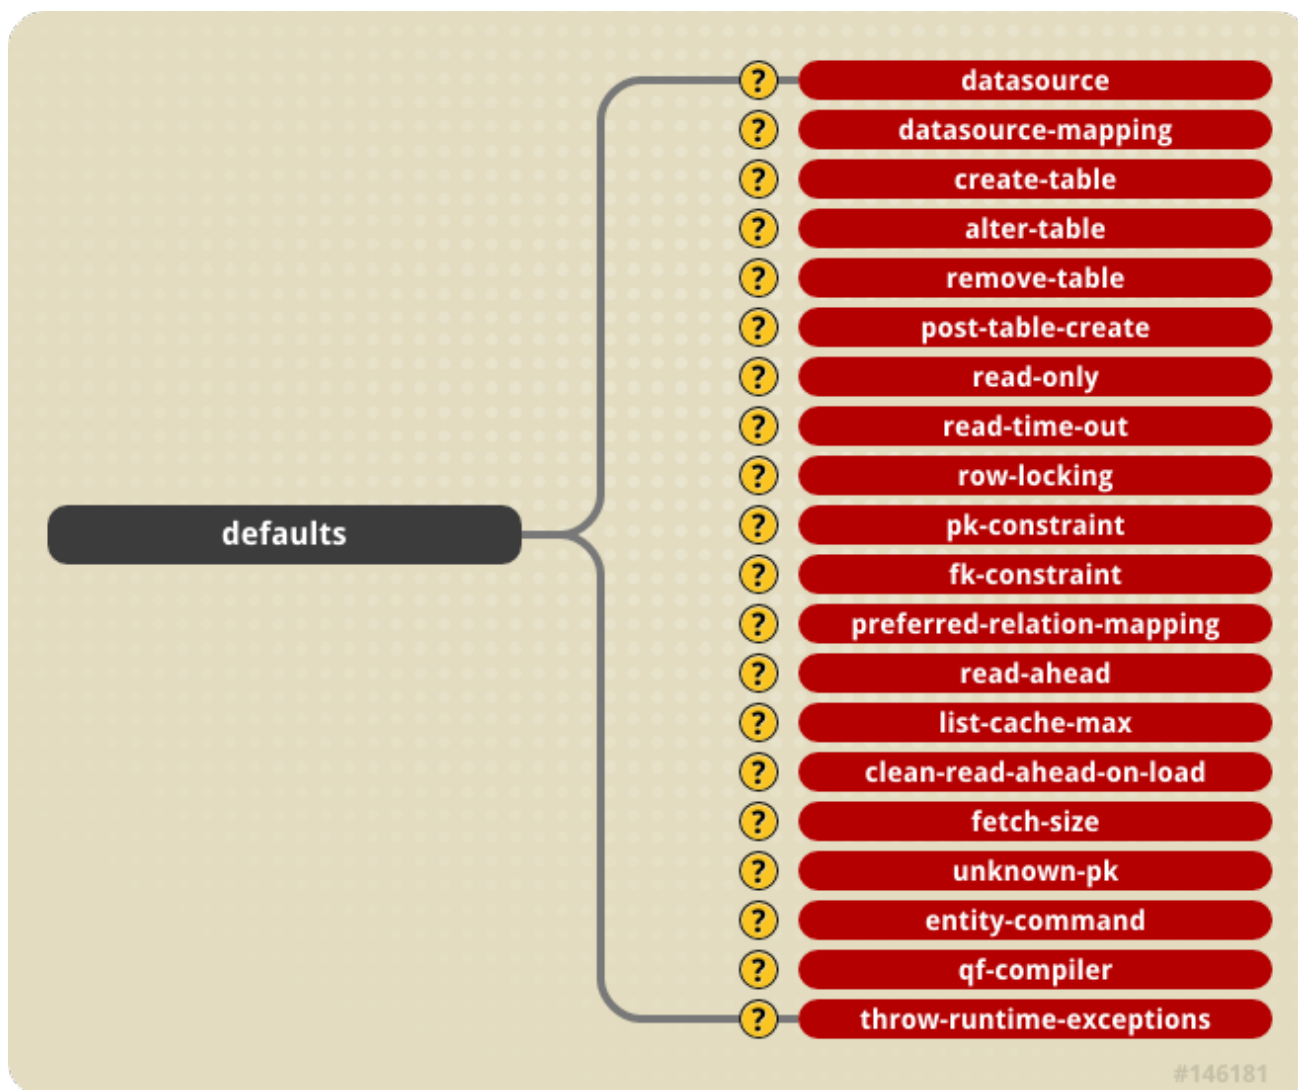 defaults
? datasource
? datasource-mapping
? create-table
? alter-table
? remove-table
? post-table-create
? read-only
? read-time-out
? row-locking
? pk-constraint
? fk-constraint
? preferred-relation-mapping
? read-ahead
? list-cache-max
? clean-read-ahead-on-load
? fetch-size
? unknown-pk
? entity-command
? qf-compiler
? throw-runtime-exceptions
#146181